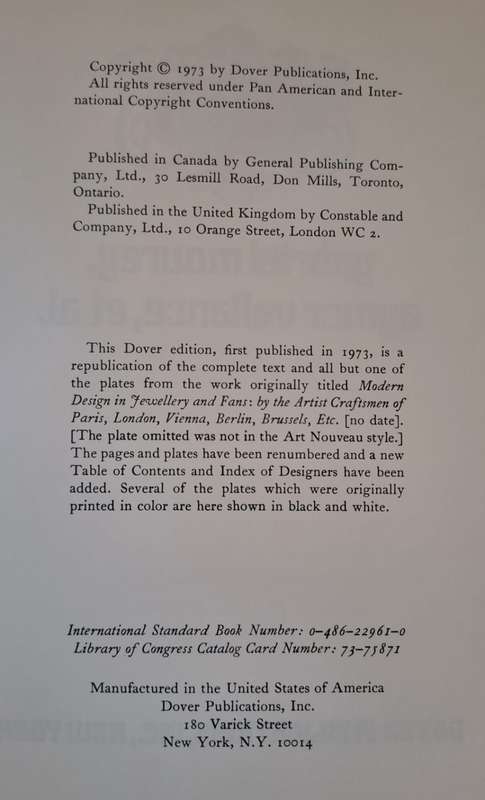 Copyright © 1973 by Dover Publications, Inc.
All rights reserved under Pan American and Inter-
national Copyright Conventions.
Published in Canada by General Publishing Com-
pany, Ltd., 30 Lesmill Road, Don Mills, Toronto,
Ontario.
Published in the United Kingdom by Constable and
Company, Ltd., 10 Orange Street, London WC 2.
This Dover edition, first published in 1973, is a
republication of the complete text and all but one of
the plates from the work originally titled Modern
Design in Jewellery and Fans: by the Artist Craftsmen of
Paris, London, Vienna, Berlin, Brussels, Etc. [no date].
[The plate omitted was not in the Art Nouveau style.]
The pages and plates have been renumbered and a new
Table of Contents and Index of Designers have been
added. Several of the plates which were originally
printed in color are here shown in black and white.
International Standard Book Number: 0-486-22961-0
Library of Congress Catalog Card Number: 73-75871
Manufactured in the United States of America
Dover Publications, Inc.
180 Varick Street
New York, N.Y. 10014